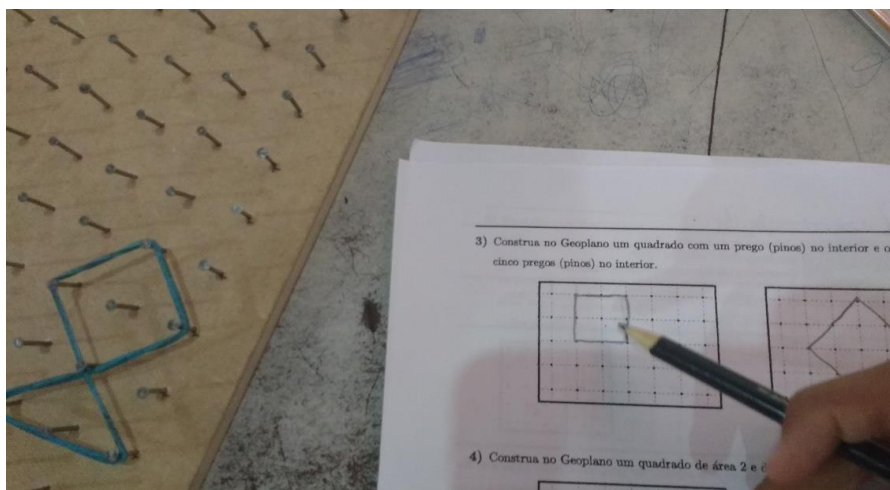 3) Construa no Geoplano um quadrado com um prego (pinos) no interior e o
cinco pregos (pinos) no interior.
4) Construa no Geoplano um quadrado de área 2 e